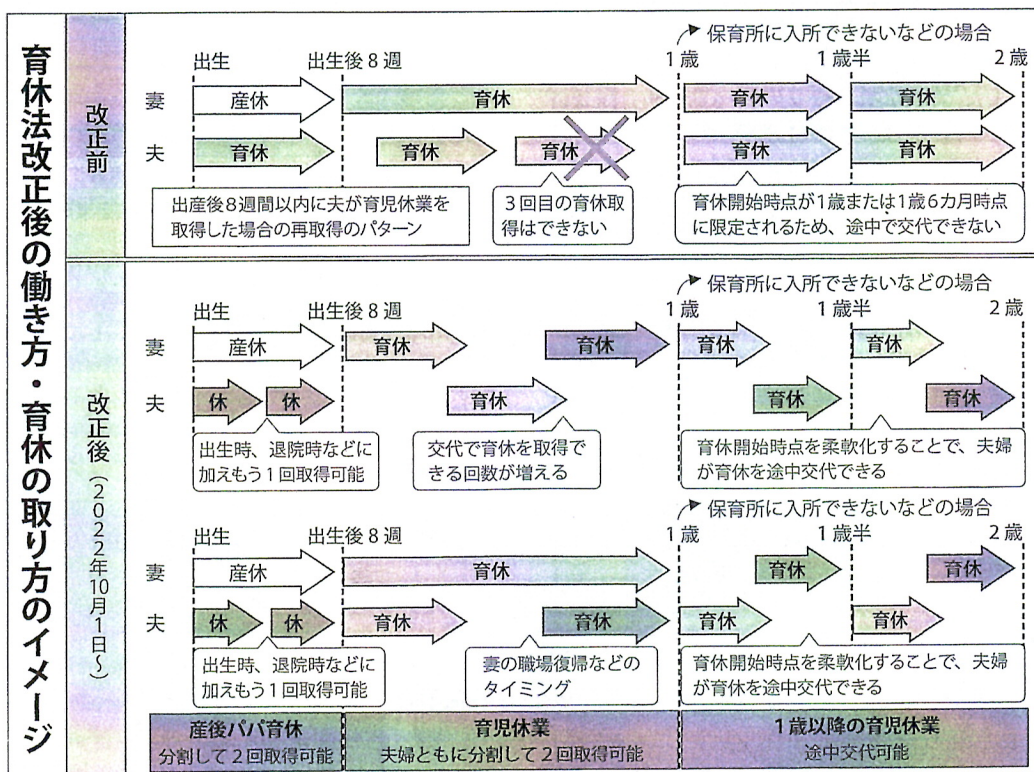 育休法改正後の働き方・育休の取り方のイメージ
改正前
保育所に入所できないなどの場合
出生 出生後8週 1歳 1歳半 2歳
妻 産休 育休 育休 育休
夫 育休 育休 育休 育休 育休
出産後8週間以内に夫が育児休業を
取得した場合の再取得のパターン
3回目の育休取
得はできない
育休開始時点が1歳または1歳6カ月時点
に限定されるため、途中で交代できない
改正後(2022年10月1日~)
保育所に入所できないなどの場合
出生 出生後8週 1歳 1歳半 2歳
妻 産休 育休 育休 育休 育休
夫 休 休 育休 育休 育休
出生時、退院時などに
加えもう1回取得可能
交代で育休を取得で
きる回数が増える
育休開始時点を柔軟化することで、夫婦
が育休を途中交代できる
保育所に入所できないなどの場合
出生 出生後8週 1歳 1歳半 2歳
妻 産休 育休 育休 育休
夫 休 休 育休 育休 育休 育休
出生時、退院時などに
加えもう1回取得可能
妻の職場復帰などの
タイミング
育休開始時点を柔軟化することで、夫婦
が育休を途中交代できる
産後パパ育休
分割して2回取得可能
育児休業
夫婦ともに分割して2回取得可能
1歳以降の育児休業
途中交代可能